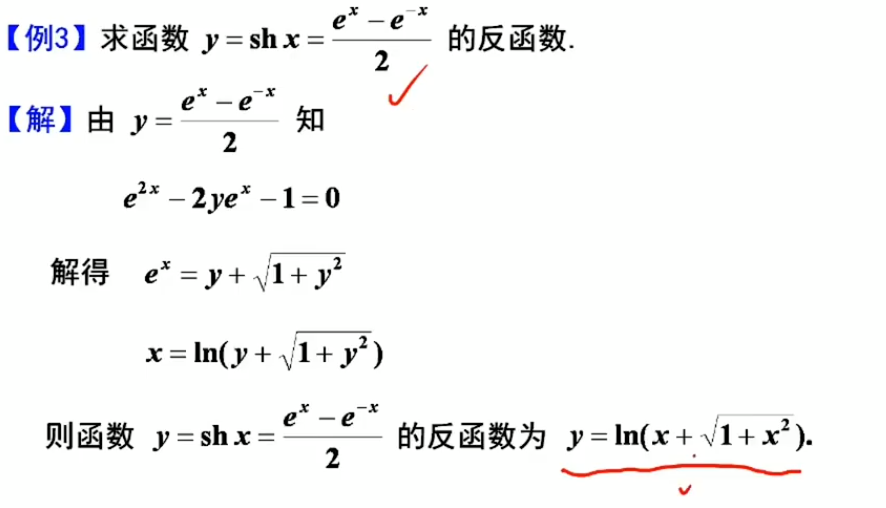 【例3】求函数 y = sh x = \frac{e^x - e^{-x}}{2} 的反函数.
【解】由 y = \frac{e^x - e^{-x}}{2} 知
e^{2x} - 2ye^x - 1 = 0
解得 e^x = y + \sqrt{1 + y^2}
x = ln(y + \sqrt{1 + y^2})
则函数 y = sh x = \frac{e^x - e^{-x}}{2} 的反函数为 y = ln(x + \sqrt{1 + x^2}).